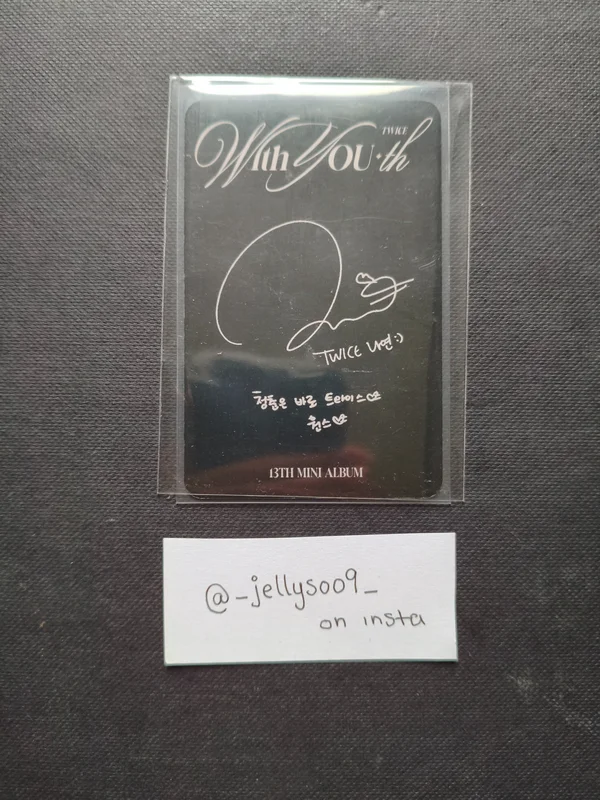 With YOU-th
TWICE
TWICE 나연:)
청춘은 바로 트와이스♡
원스♡
13TH MINI ALBUM
@_jellysoo9_
on insta